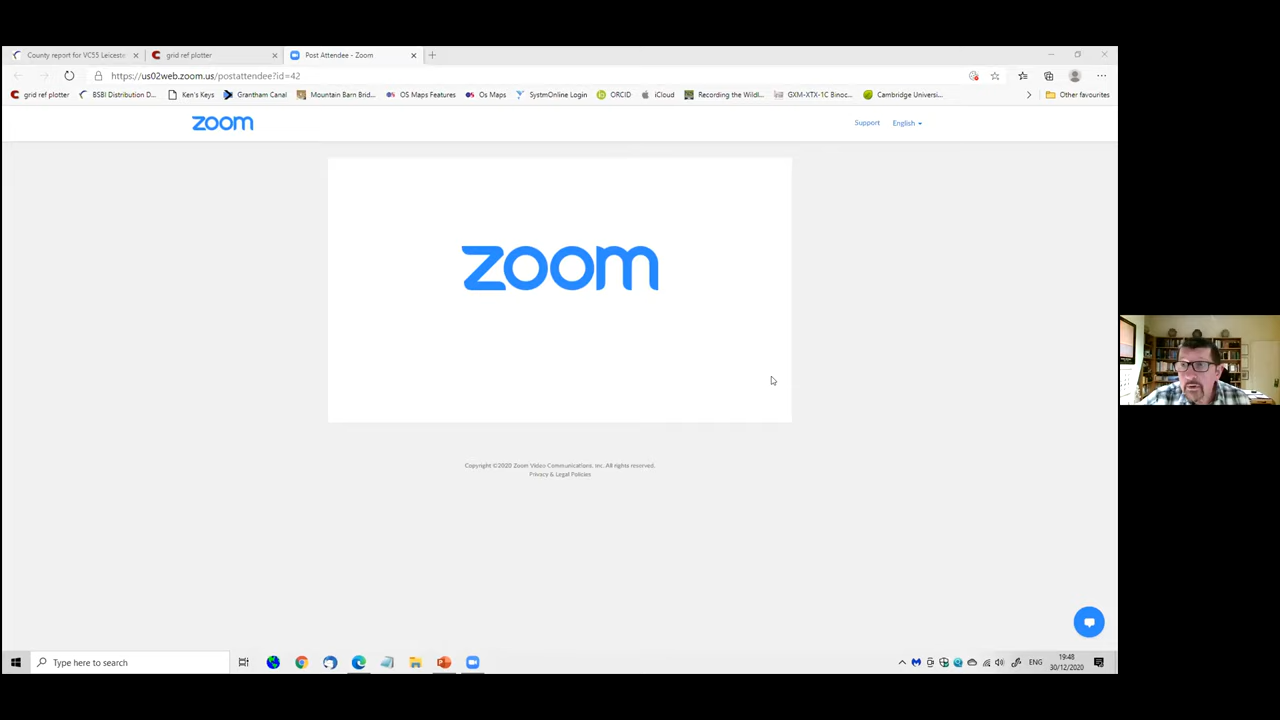 County report for VC55 Leiceste
grid ref plotter
Post Attendee - Zoom
https://us02web.zoom.us/postattendee?id=42
grid ref plotter
BSBI Distribution D...
Ken's Keys
Grantham Canal
Mountain Barn Brid...
OS Maps Features
Os Maps
SystmOnline Login
ORCID
iCloud
Recording the Wildl...
GXM-XTX-1C Binoc...
Cambridge Universi...
Other favourites
zoom
Support
English
zoom
Copyright ©2020 Zoom Video Communications, Inc. All rights reserved.
Privacy & Legal Policies
Type here to search
ENG
19:48
30/12/2020